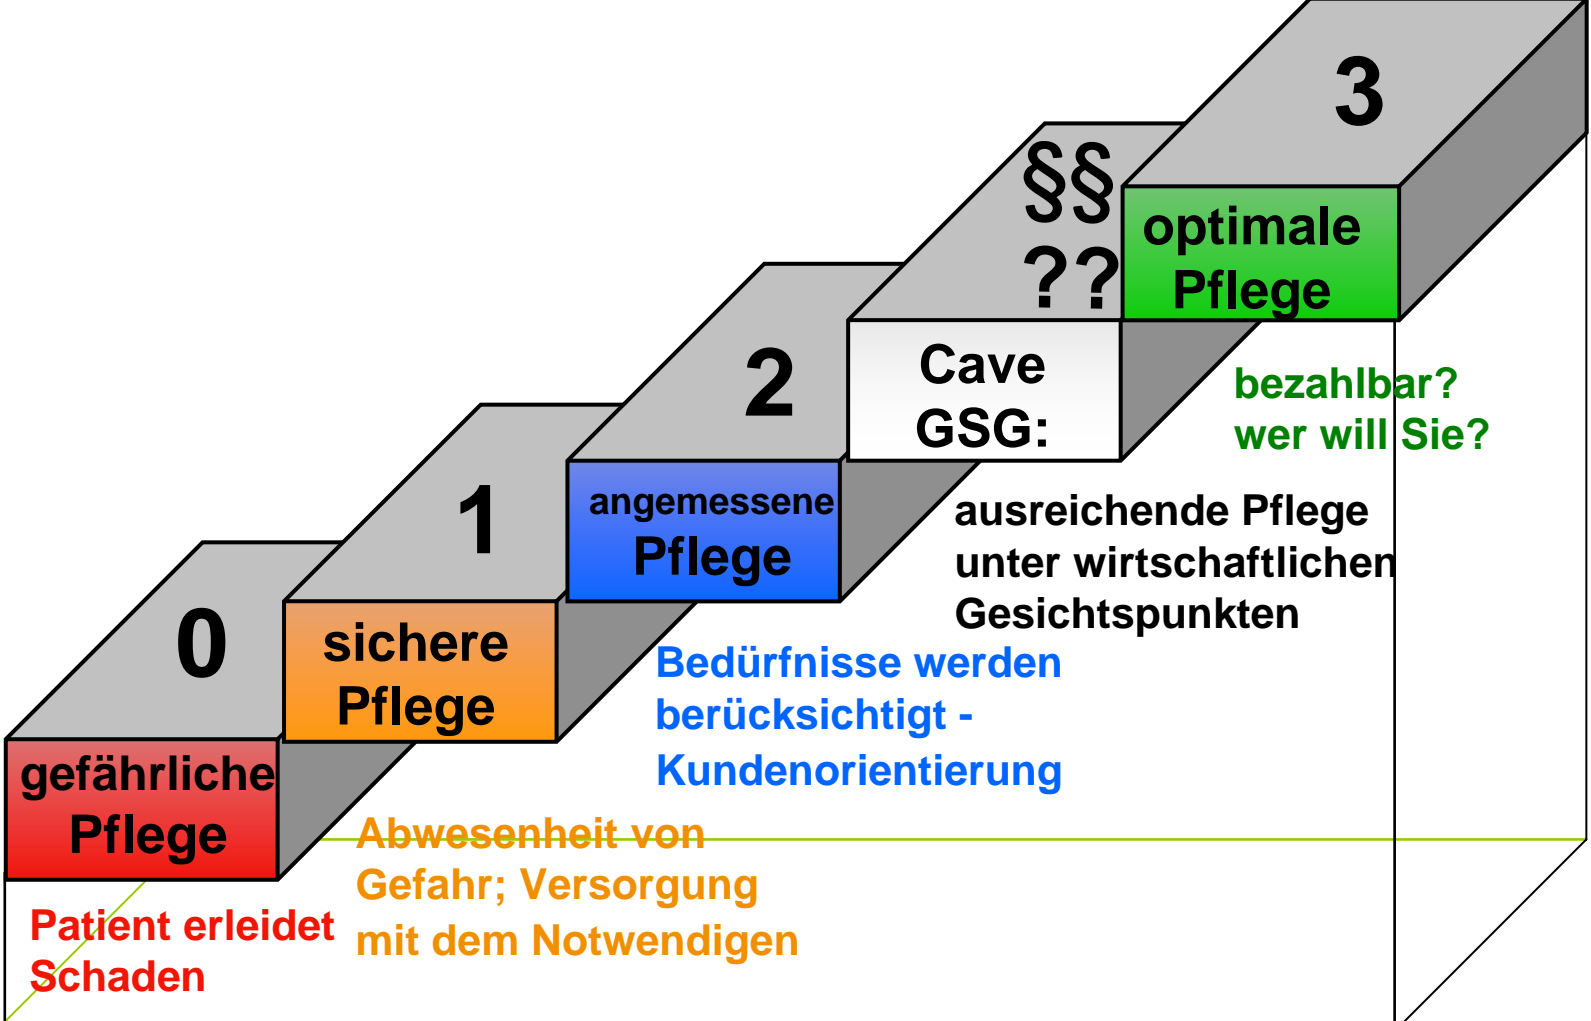 0
gefährliche
Pflege
Patient erleidet
Schaden
1
sichere
Pflege
Abwesenheit von
Gefahr; Versorgung
mit dem Notwendigen
2
angemessene
Pflege
Bedürfnisse werden
berücksichtigt -
Kundenorientierung
§§
??
Cave
GSG:
ausreichende Pflege
unter wirtschaftlichen
Gesichtspunkten
3
optimale
Pflege
bezahlbar?
wer will Sie?